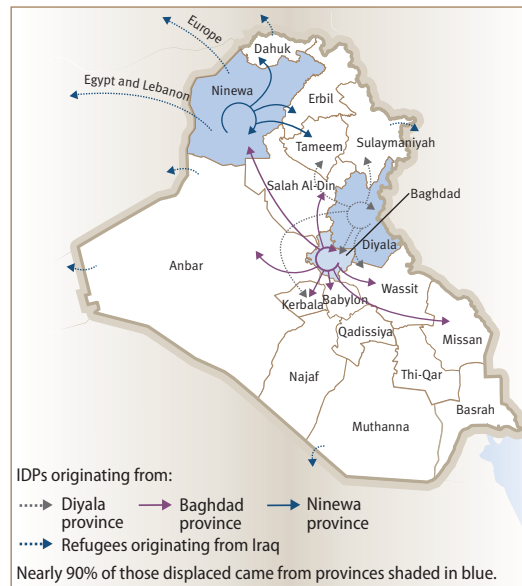 Europe
Dahuk
Egypt and Lebanon
Ninewa
Erbil
Tameem
Sulaymaniyah
Salah Al-Din
Baghdad
Diyala
Anbar
Wassit
Kerbala
Babylon
Qadissiya
Missan
Najaf
Thi-Qar
Basrah
Muthanna
IDPs originating from:
Diyala province
Baghdad province
Ninewa province
Refugees originating from Iraq
Nearly 90% of those displaced came from provinces shaded in blue.